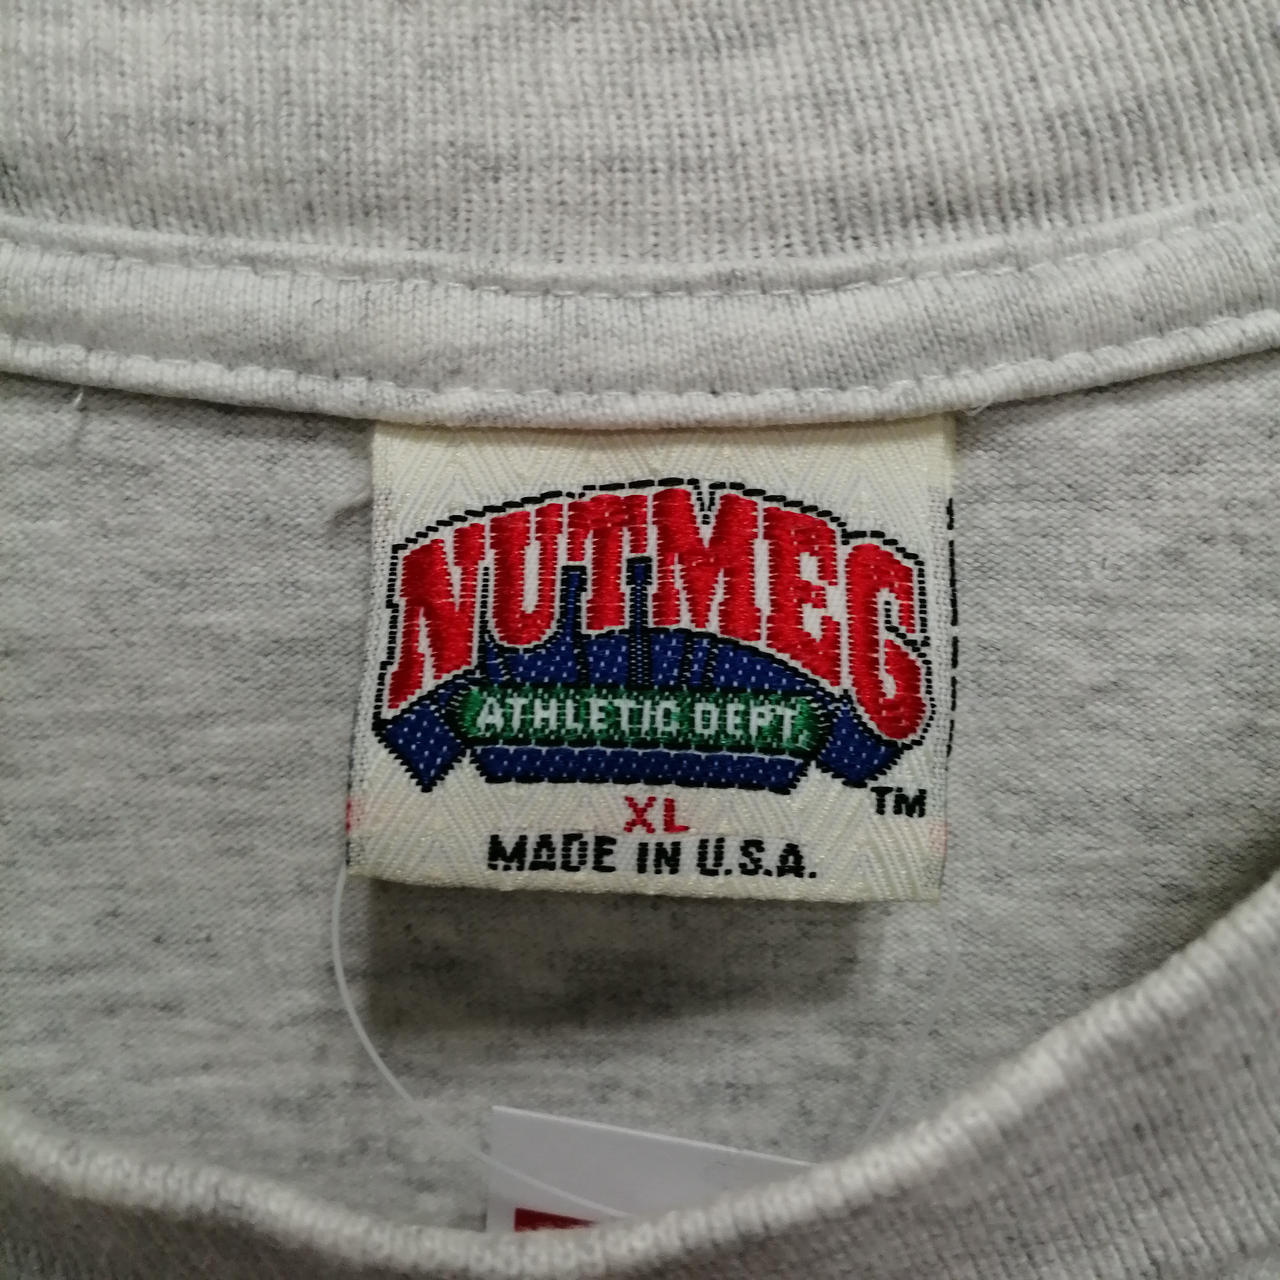 NUTMEG
ATHLETIC DEPT.
TM
XL
MADE IN U.S.A.